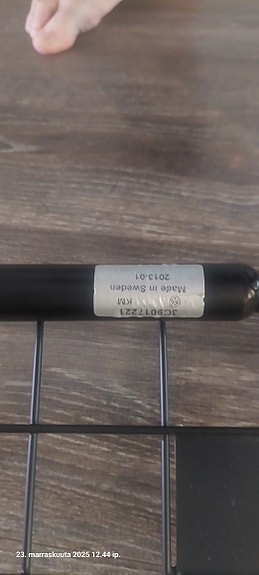 3C9017221
KM
Made in Sweden
2013-01
23. marraskuuta 2025 12.44 ip.